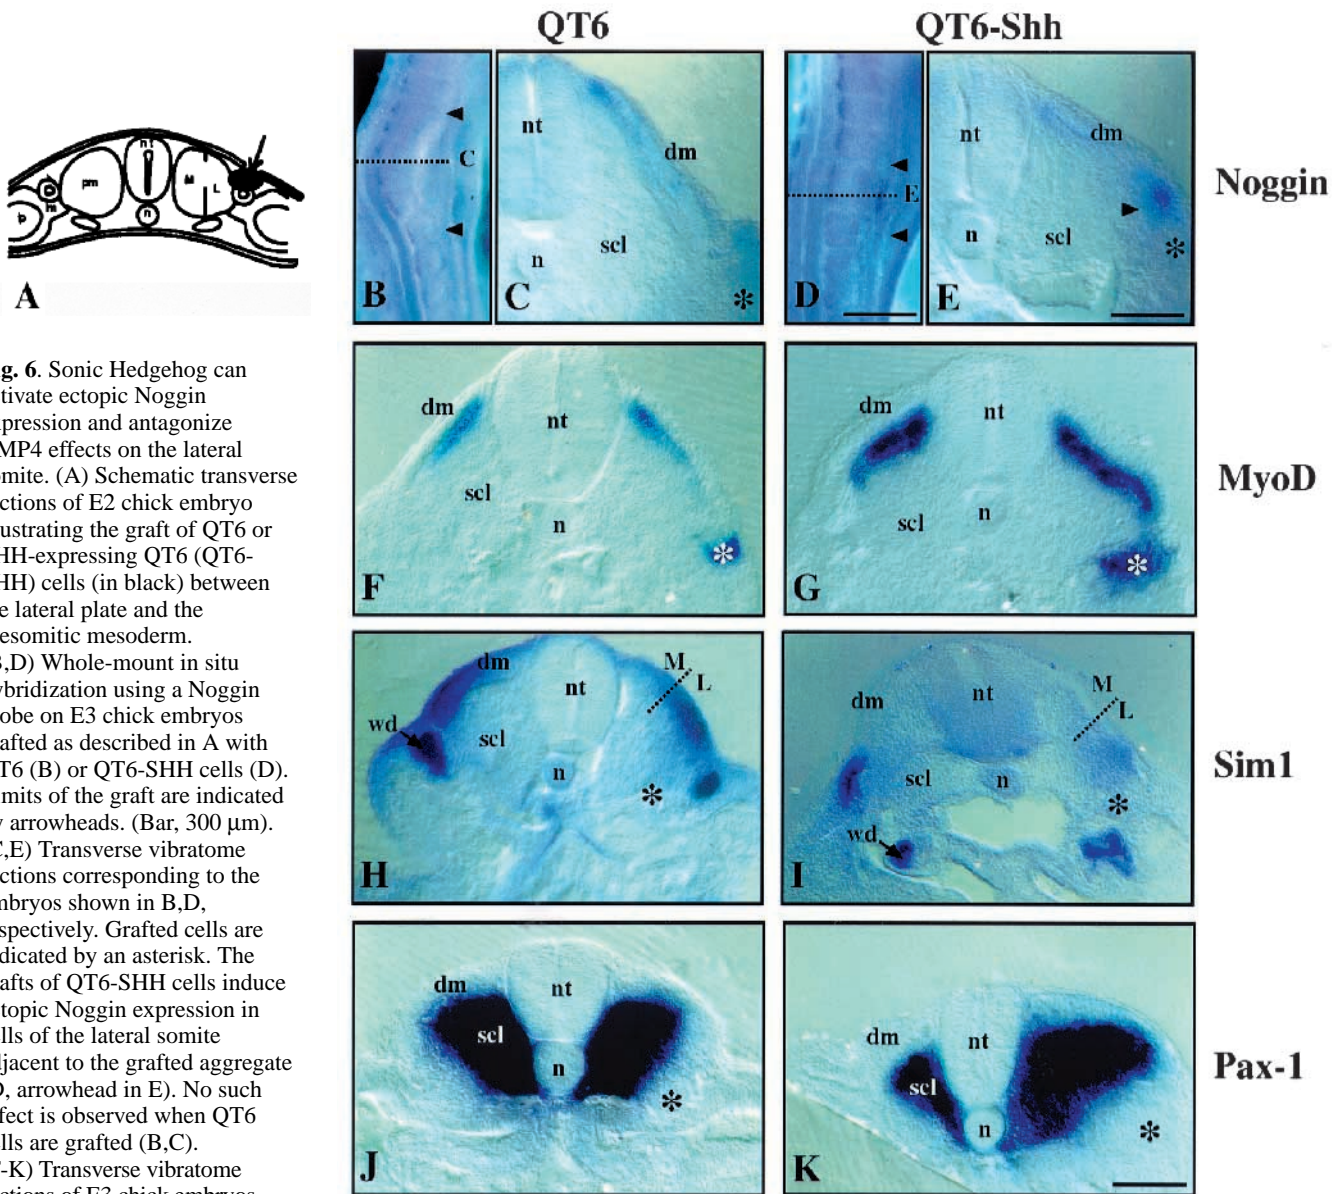 QT6
QT6-Shh
nt
pm
M
L
n
A
C
B
nt
dm
scl
n
C
*
E
D
nt
dm
n
scl
*
E
Noggin
dm
nt
scl
n
*
F
dm
nt
scl
n
*
G
MyoD
dm
nt
M
L
wd
scl
n
*
H
dm
nt
M
L
scl
n
*
wd
I
Sim1
dm
nt
scl
n
*
J
dm
nt
scl
n
*
K
Pax-1
g. 6. Sonic Hedgehog can
tivate ectopic Noggin
pression and antagonize
MP4 effects on the lateral
mite. (A) Schematic transverse
ctions of E2 chick embryo
ustrating the graft of QT6 or
HH-expressing QT6 (QT6-
HH) cells (in black) between
e lateral plate and the
esomitic mesoderm.
B,D) Whole-mount in situ
ybridization using a Noggin
obe on E3 chick embryos
afted as described in A with
T6 (B) or QT6-SHH cells (D).
mits of the graft are indicated
y arrowheads. (Bar, 300 μm).
C,E) Transverse vibratome
ctions corresponding to the
mbryos shown in B,D,
spectively. Grafted cells are
dicated by an asterisk. The
afts of QT6-SHH cells induce
topic Noggin expression in
lls of the lateral somite
djacent to the grafted aggregate
D, arrowhead in E). No such
fect is observed when QT6
lls are grafted (B,C).
F-K) Transverse vibratome
ctions of E3 chick embryos